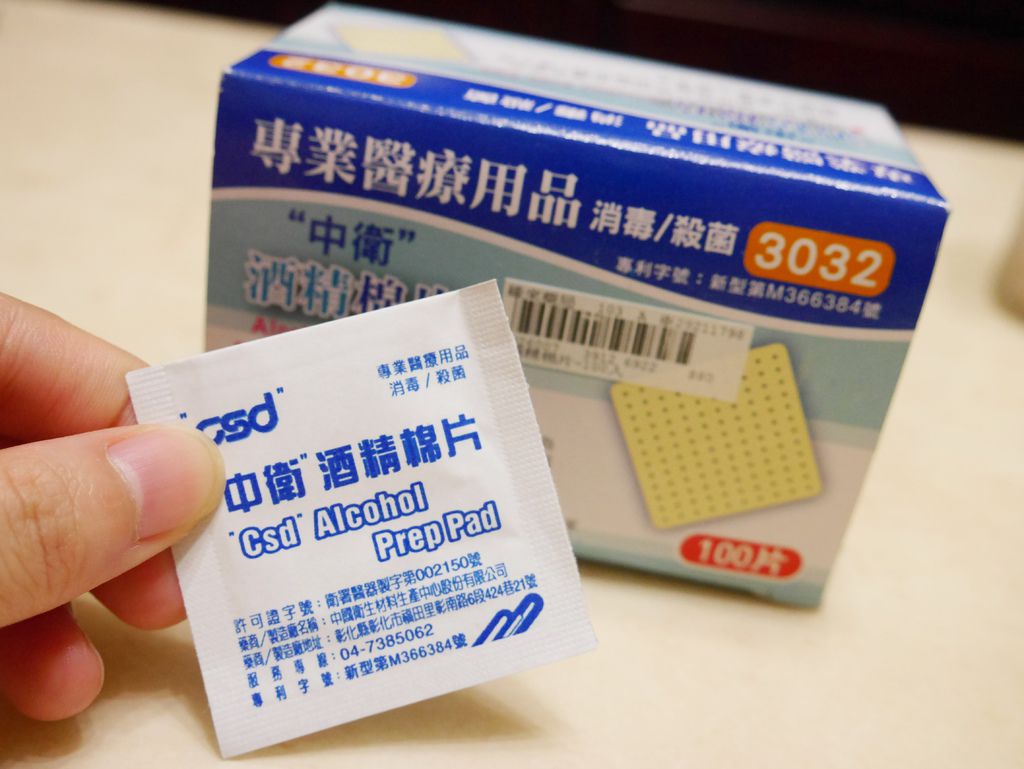 3032
專業醫療用品 消毒/殺菌 3032
專利字號：新型第M366384號
"中衛"
酒精棉
100片
專業醫療用品
消毒/殺菌
"csd"
中衛"酒精棉片
"Csd" Alcohol
Prep Pad
許可證字號：衛署醫器製字第002150號
藥商/製造廠名稱：中國衛生材料生產中心股份有限公司
藥商/製造廠地址：彰化縣彰化市福田里彰南路6段424巷21號
服務專線：04-7385062
專利字號：新型第M366384號